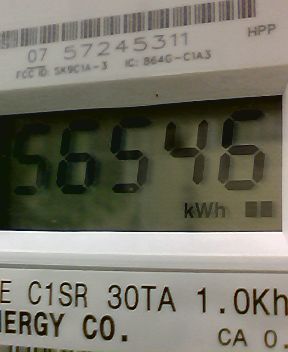 HPP
07 57245311
FCC ID: SK9C1A-3 IC: 864G-C1A3
56546
kWh
E C1SR 30TA 1.0Kh
NERGY CO. CA 0.